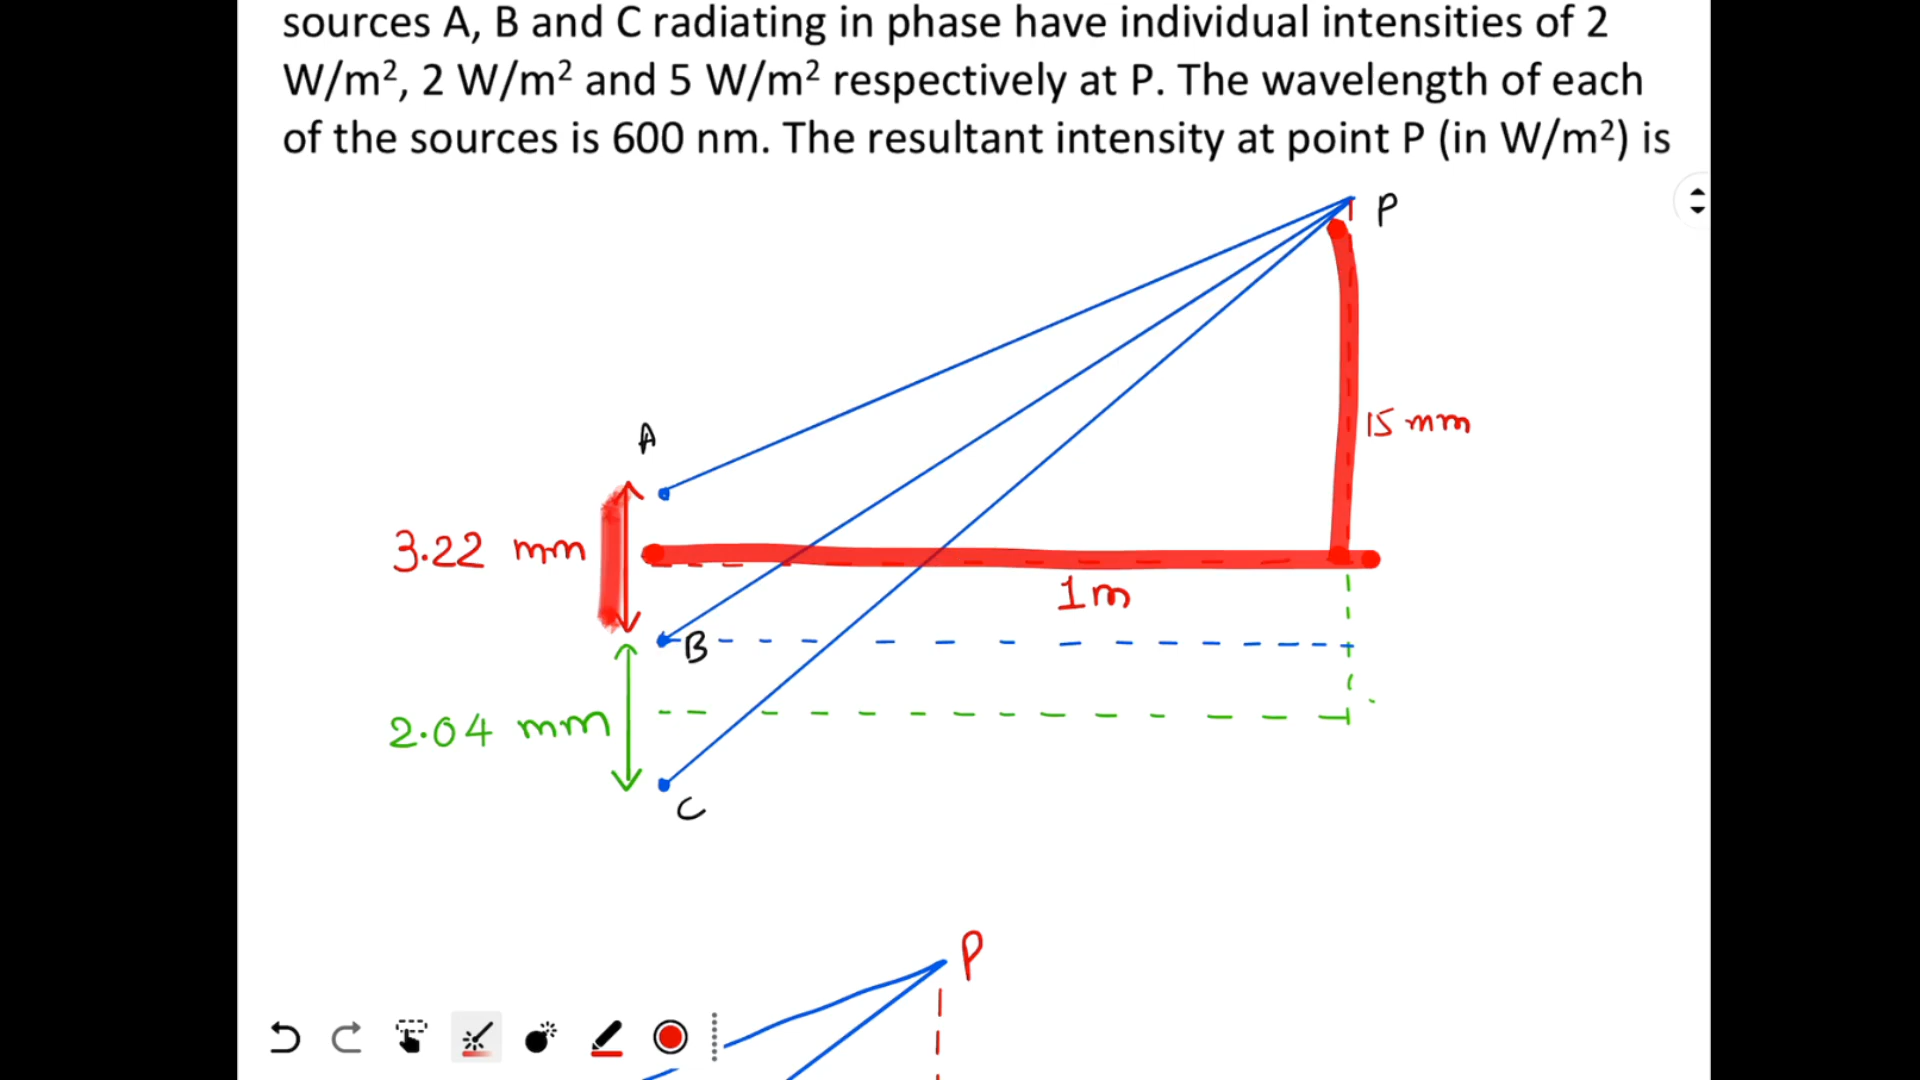 sources A, B and C radiating in phase have individual intensities of 2
W/m², 2 W/m² and 5 W/m² respectively at P. The wavelength of each
of the sources is 600 nm. The resultant intensity at point P (in W/m²) is
P
15 mm
A
3.22 mm
1m
B
2.04 mm
C
P